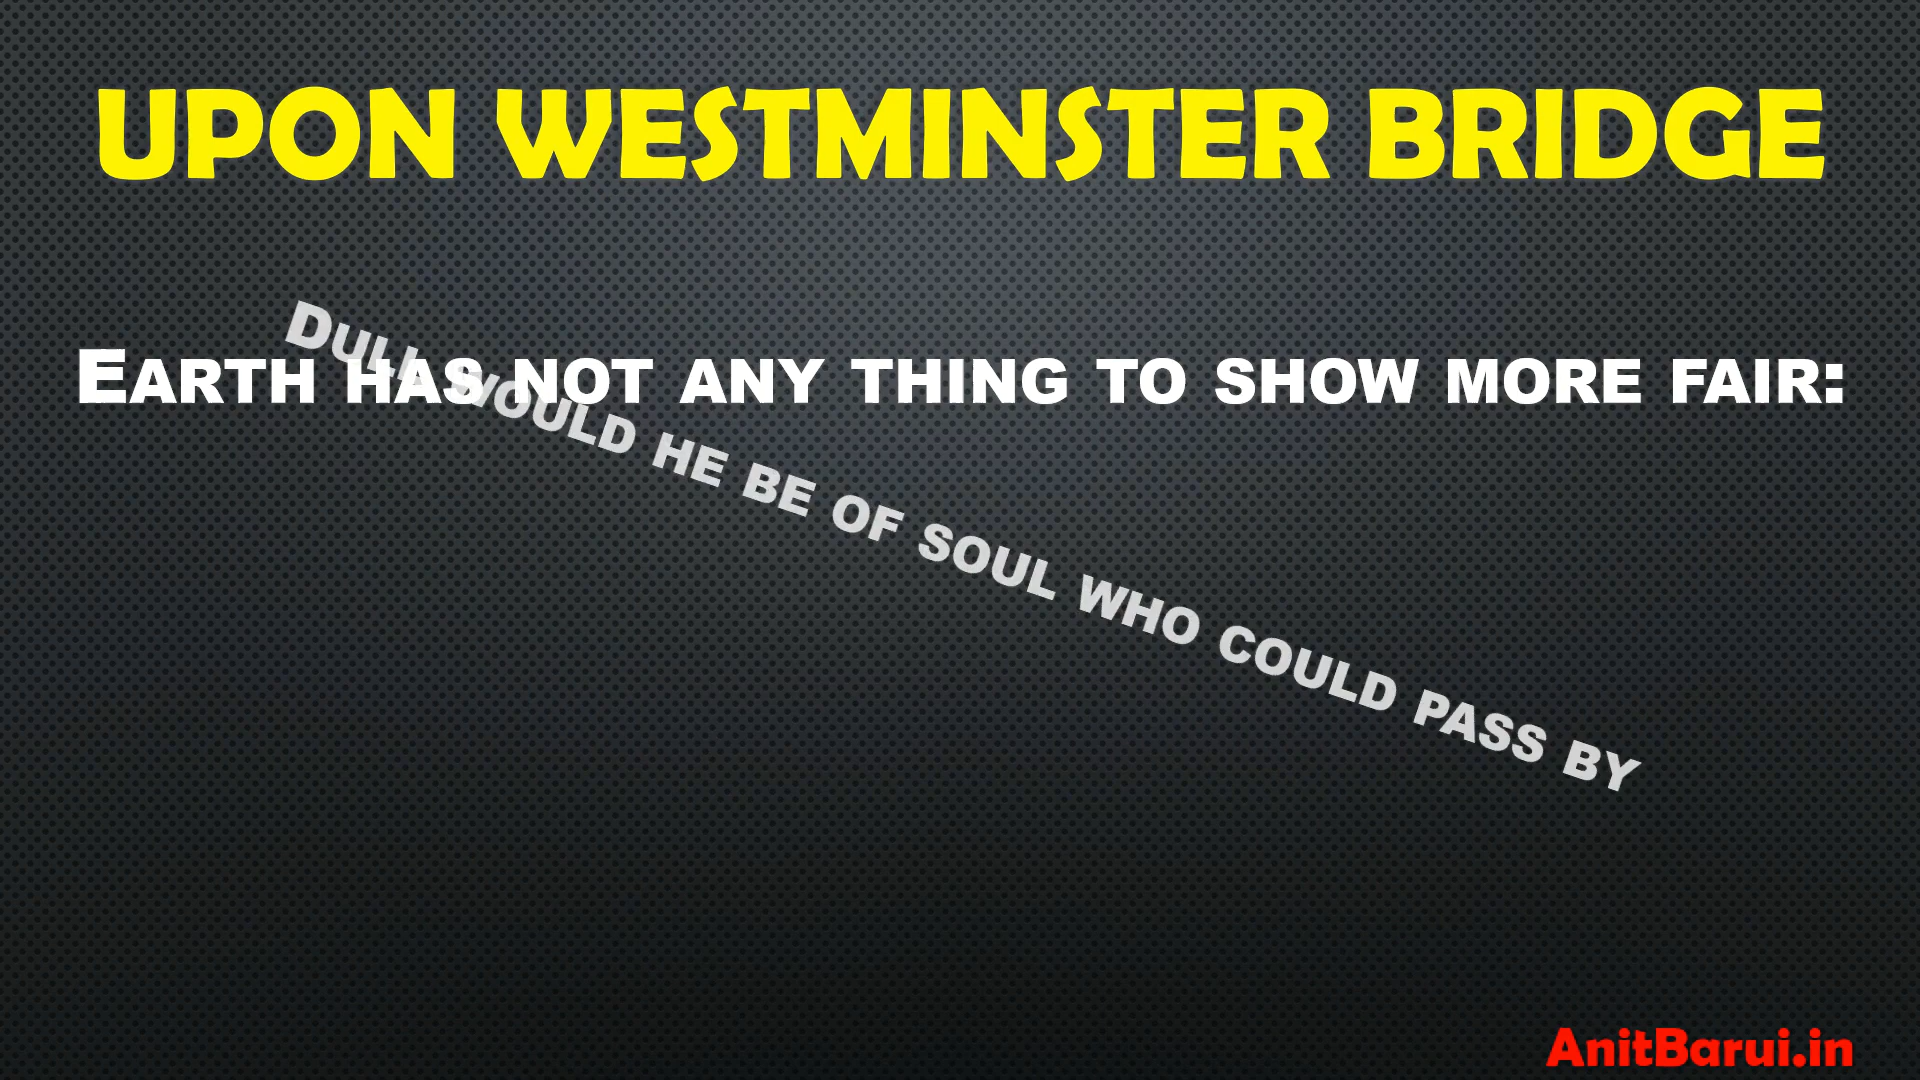 UPON WESTMINSTER BRIDGE
EARTH HAS NOT ANY THING TO SHOW MORE FAIR:
DULL WOULD HE BE OF SOUL WHO COULD PASS BY
AnitBarui.in